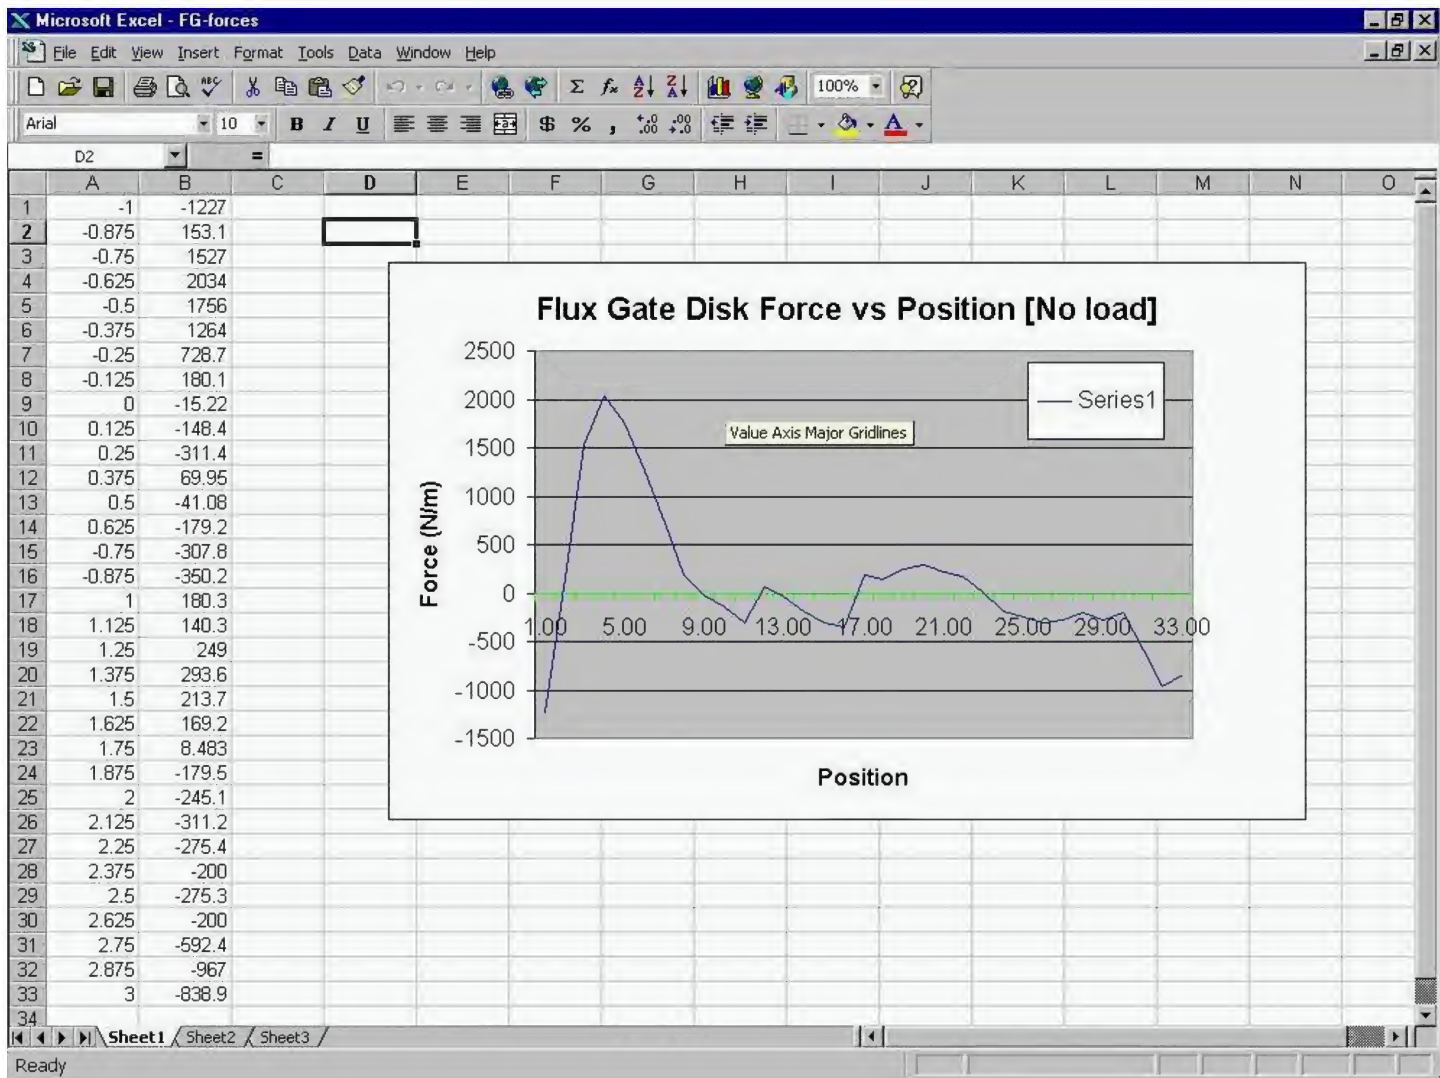 Microsoft Excel - FG-forces
File Edit View Insert Format Tools Data Window Help
100%
Arial 10 B I U $ % ,
D2 =
A B C D E F G H I J K L M N O
1 -1 -1227
2 -0.875 153.1
3 -0.75 1527
4 -0.625 2034
5 -0.5 1756
6 -0.375 1264
7 -0.25 728.7
8 -0.125 180.1
9 0 -15.22
10 0.125 -148.4
11 0.25 -311.4
12 0.375 69.95
13 0.5 -41.08
14 0.625 -179.2
15 -0.75 -307.8
16 -0.875 -350.2
17 1 180.3
18 1.125 140.3
19 1.25 249
20 1.375 293.6
21 1.5 213.7
22 1.625 169.2
23 1.75 8.483
24 1.875 -179.5
25 2 -245.1
26 2.125 -311.2
27 2.25 -275.4
28 2.375 -200
29 2.5 -275.3
30 2.625 -200
31 2.75 -592.4
32 2.875 -967
33 3 -838.9
34
Flux Gate Disk Force vs Position [No load]
2500
2000
1500
1000
500
0
-500
-1000
-1500
Force (N/m)
Series1
Value Axis Major Gridlines
1.00 5.00 9.00 13.00 17.00 21.00 25.00 29.00 33.00
Position
Sheet1 Sheet2 Sheet3
Ready